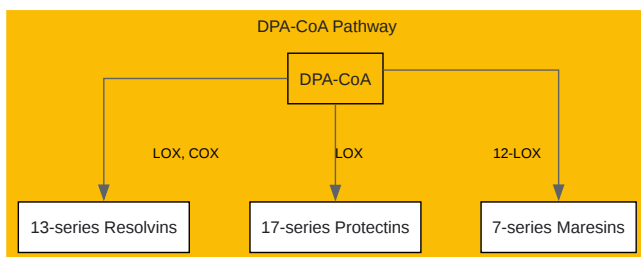 DPA-CoA Pathway
DPA-CoA
LOX, COX
LOX
12-LOX
13-series Resolvins
17-series Protectins
7-series Maresins